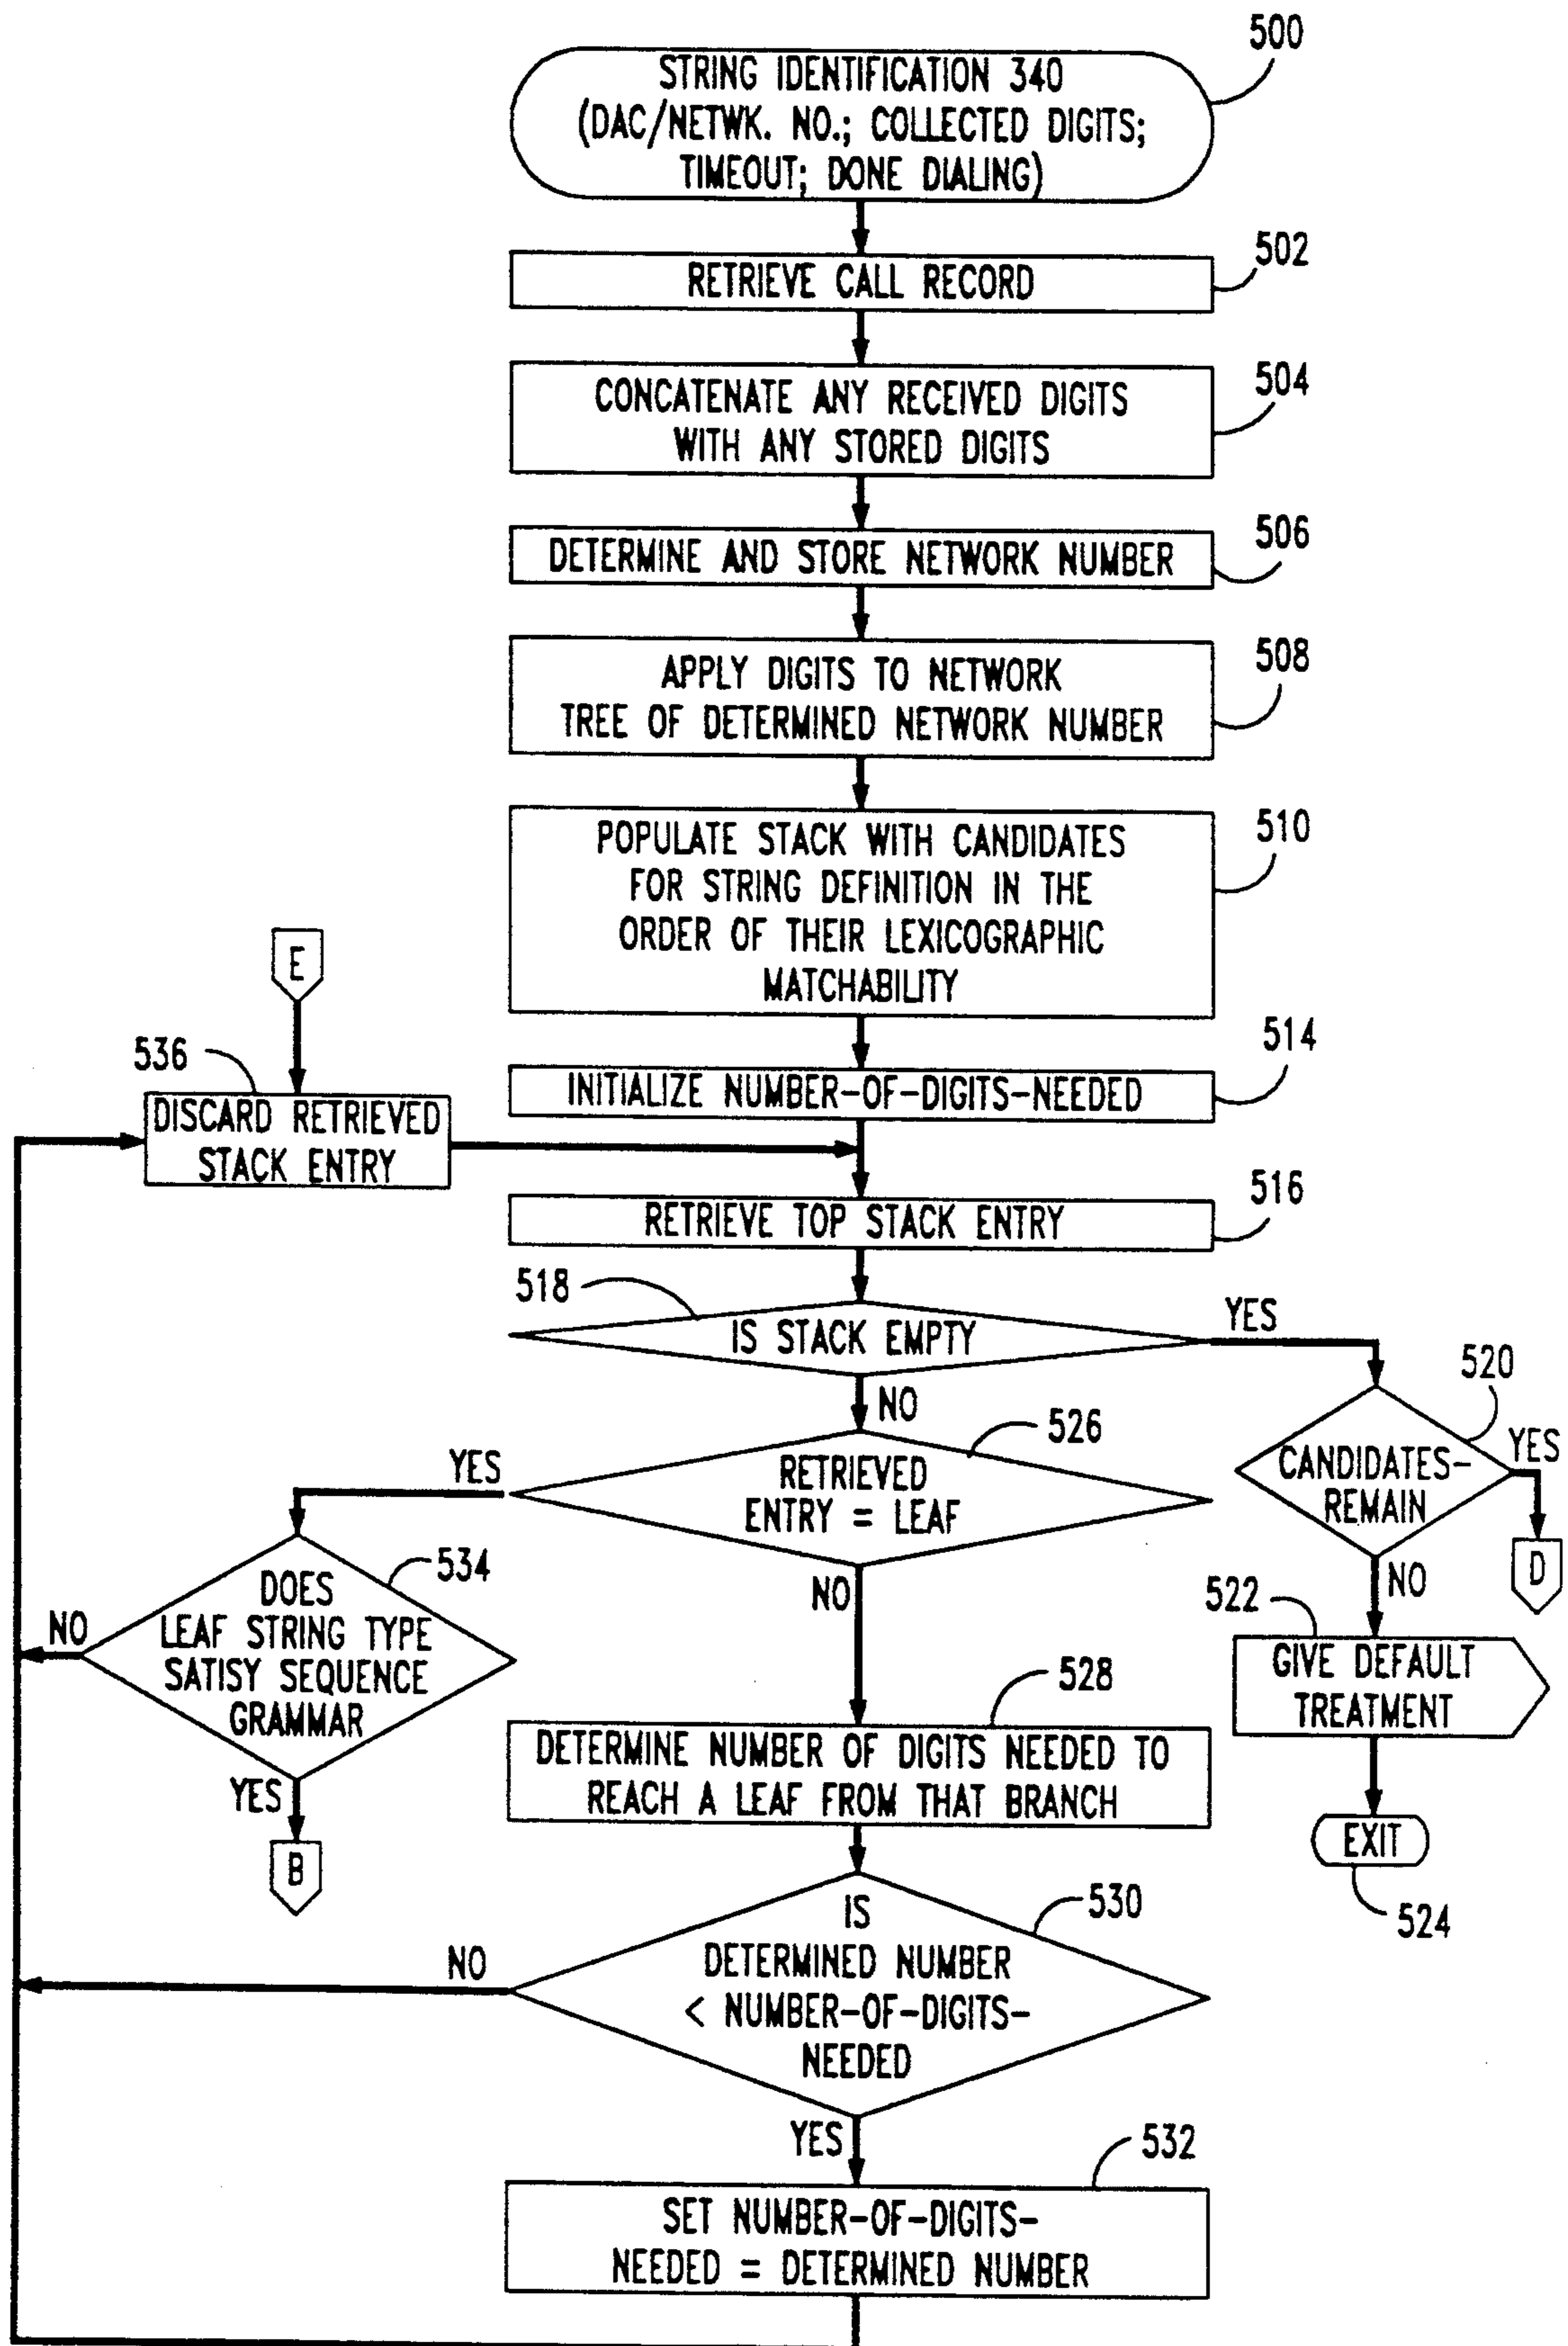 500
STRING IDENTIFICATION 340
(DAC/NETWK. NO.; COLLECTED DIGITS;
TIMEOUT; DONE DIALING)
502
RETRIEVE CALL RECORD
504
CONCATENATE ANY RECEIVED DIGITS
WITH ANY STORED DIGITS
506
DETERMINE AND STORE NETWORK NUMBER
508
APPLY DIGITS TO NETWORK
TREE OF DETERMINED NETWORK NUMBER
510
POPULATE STACK WITH CANDIDATES
FOR STRING DEFINITION IN THE
ORDER OF THEIR LEXICOGRAPHIC
MATCHABILITY
E
536
DISCARD RETRIEVED
STACK ENTRY
514
INITIALIZE NUMBER-OF-DIGITS-NEEDED
516
RETRIEVE TOP STACK ENTRY
518
IS STACK EMPTY
YES
NO
520
CANDIDATES-
REMAIN
YES
D
NO
522
GIVE DEFAULT
TREATMENT
EXIT
524
526
RETRIEVED
ENTRY = LEAF
YES
NO
534
DOES
LEAF STRING TYPE
SATISY SEQUENCE
GRAMMAR
NO
YES
B
528
DETERMINE NUMBER OF DIGITS NEEDED TO
REACH A LEAF FROM THAT BRANCH
530
IS
DETERMINED NUMBER
< NUMBER-OF-DIGITS-
NEEDED
NO
YES
532
SET NUMBER-OF-DIGITS-
NEEDED = DETERMINED NUMBER